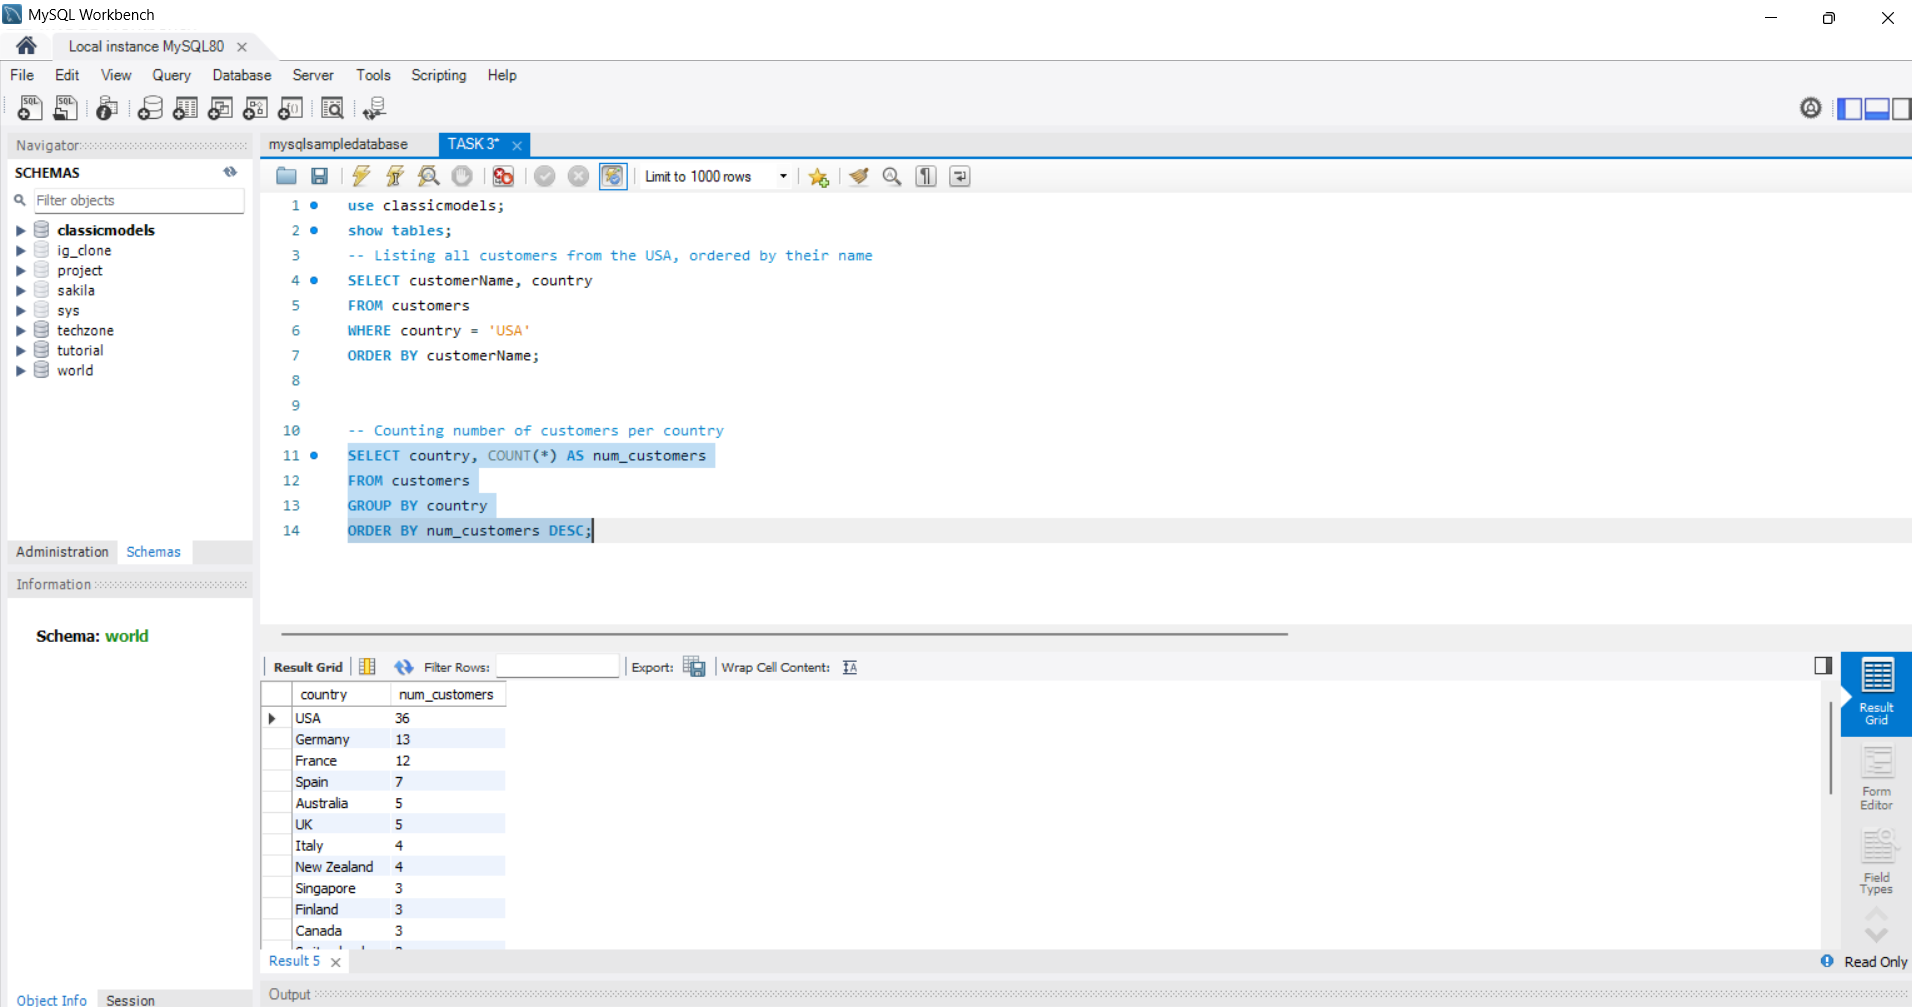 MySQL Workbench
Local instance MySQL80
File Edit View Query Database Server Tools Scripting Help
Navigator
SCHEMAS
Filter objects
classicmodels
ig_clone
project
sakila
sys
techzone
tutorial
world
Administration Schemas
Information
Schema: world
Object Info Session
mysqlsampledatabase TASK 3*
Limit to 1000 rows
1 use classicmodels;
2 show tables;
3 -- Listing all customers from the USA, ordered by their name
4 SELECT customerName, country
5 FROM customers
6 WHERE country = 'USA'
7 ORDER BY customerName;
8
9
10 -- Counting number of customers per country
11 SELECT country, COUNT(*) AS num_customers
12 FROM customers
13 GROUP BY country
14 ORDER BY num_customers DESC;
Result Grid Filter Rows: Export: Wrap Cell Content:
country num_customers
USA 36
Germany 13
France 12
Spain 7
Australia 5
UK 5
Italy 4
New Zealand 4
Singapore 3
Finland 3
Canada 3
Result
Grid
Form
Editor
Field
Types
Result 5
Read Only
Output